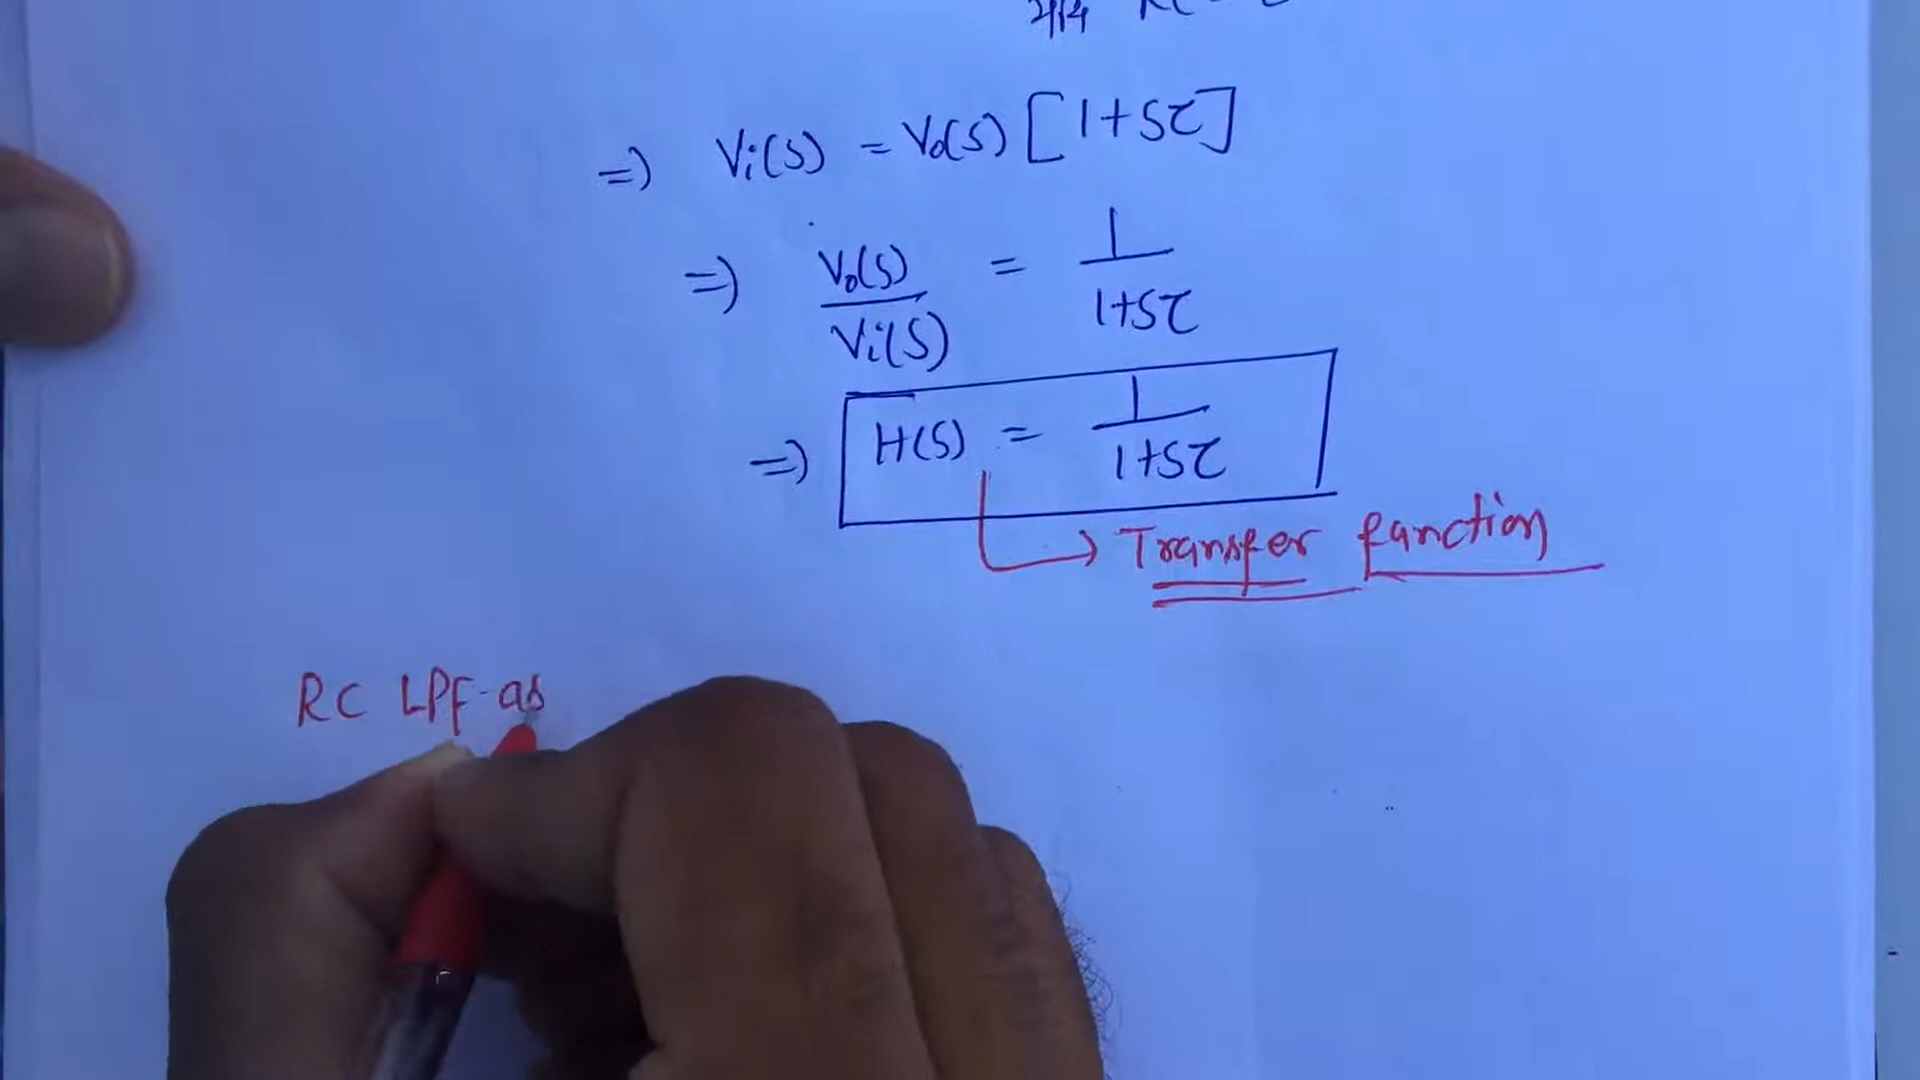 =) Vi(s) = Vo(s) [1+sτ]
=) Vo(s)/Vi(s) = 1/1+sτ
=) H(s) = 1/1+sτ
→ Transfer function
RC LPF as